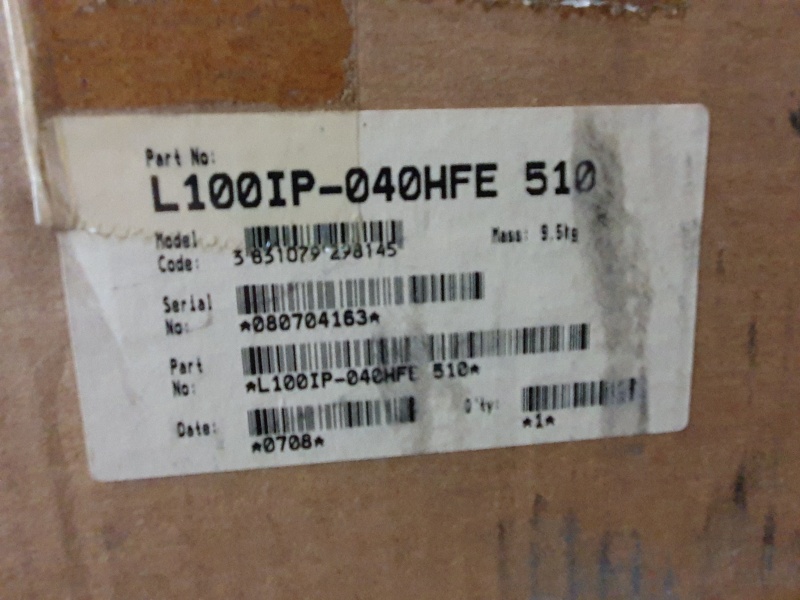 Part No:
L100IP-040HFE 510
Model Code: 3 831079 298145
Mass: 9.5kg
Serial No: *080704163*
Part No: *L100IP-040HFE 510*
Date: *0708*
Q'ty: *1*